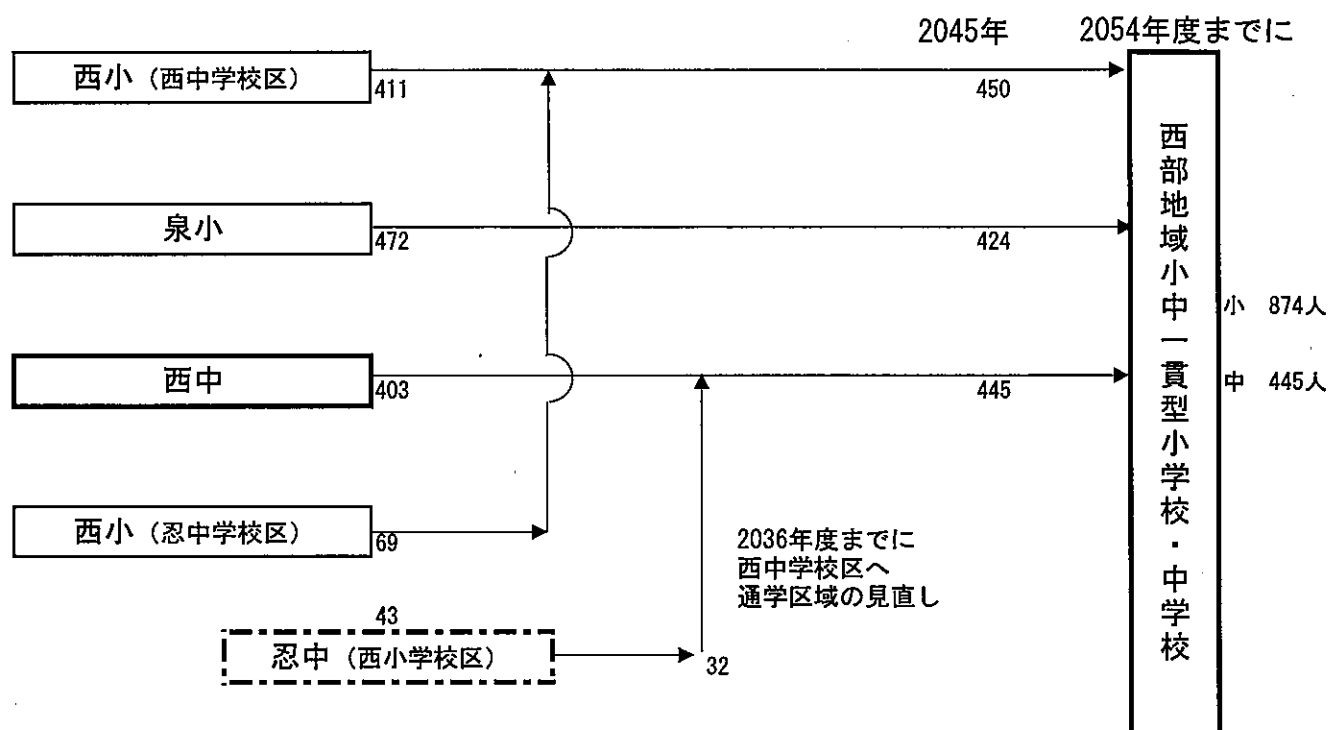 2045年 2054年度までに
西小（西中学校区）
411
450
泉小
472
424
西中
403
445
西小（忍中学校区）
69
2036年度までに
西中学校区へ
通学区域の見直し
43
忍中（西小学校区）
32
西部地域小中一貫型小学校・中学校
小 874人
中 445人